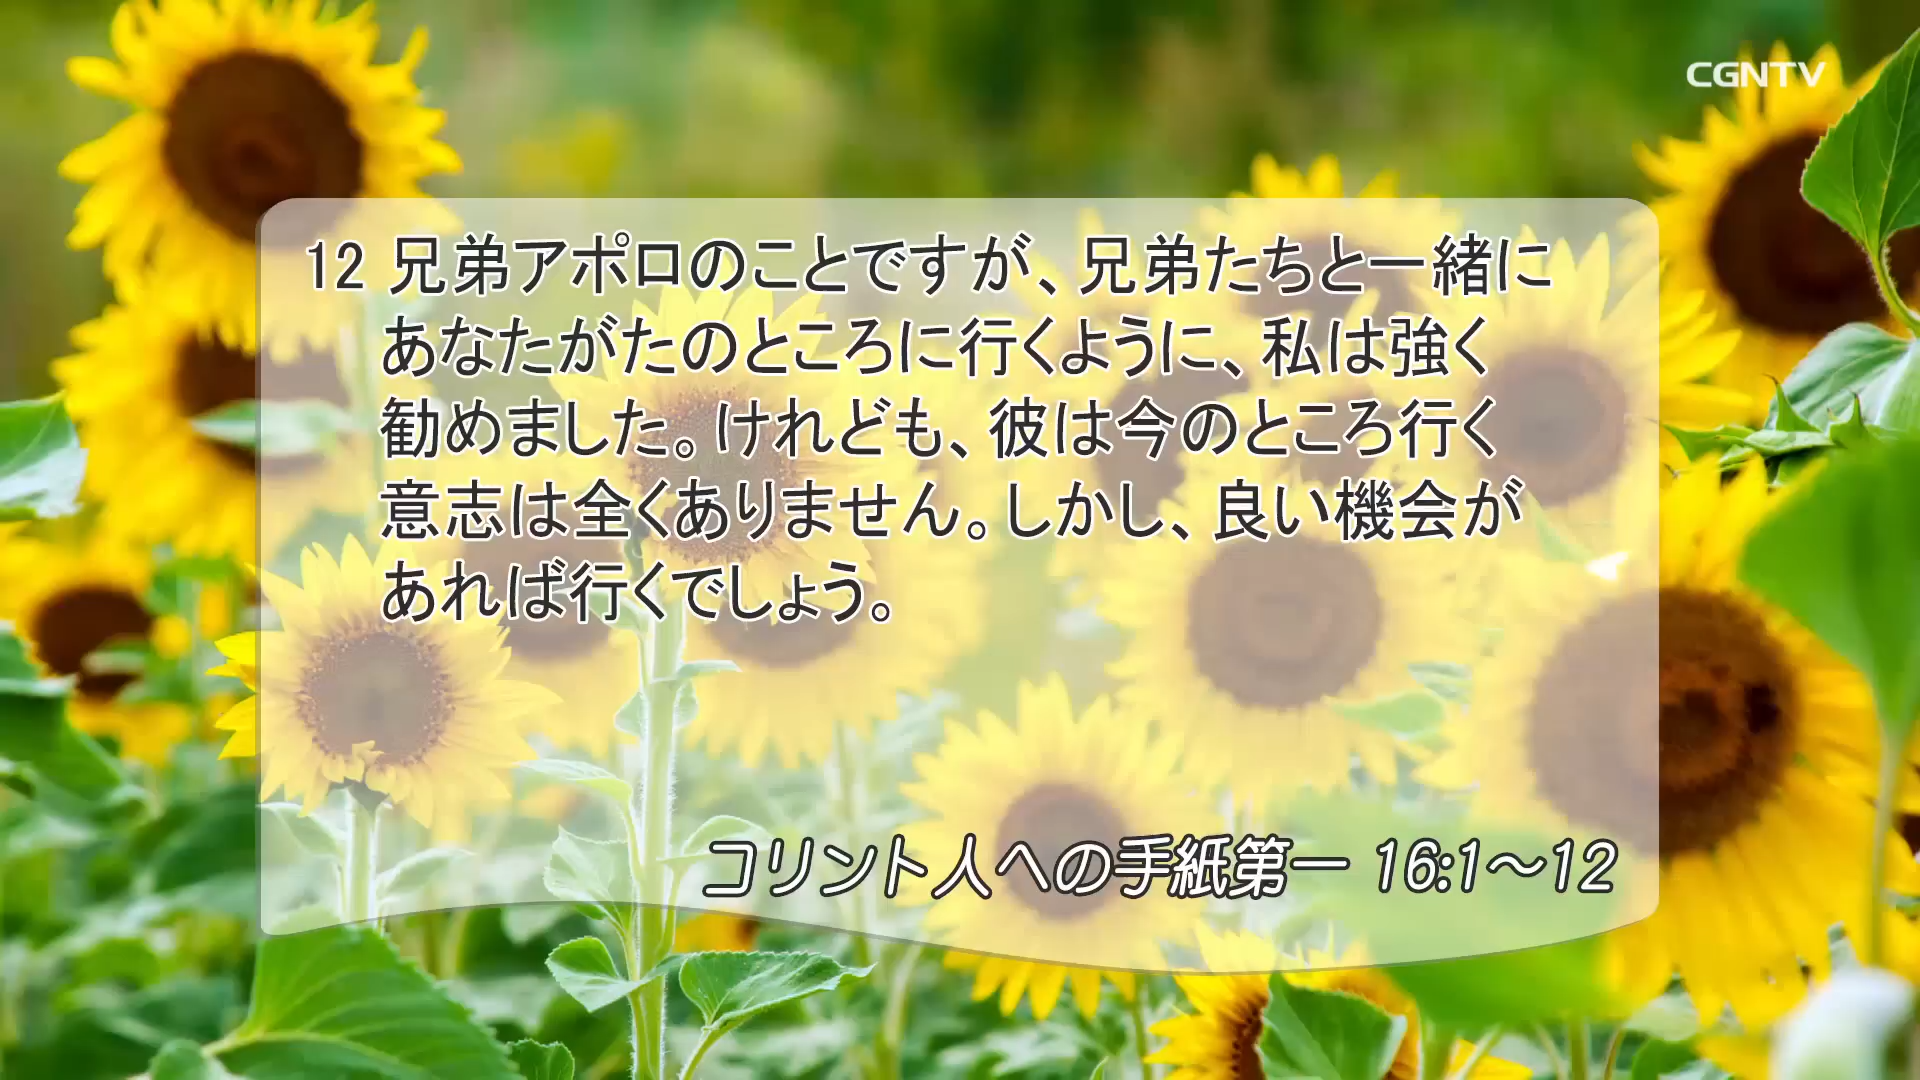 CGNTV
12 兄弟アポロのことですが、兄弟たちと一緒に
あなたがたのところに行くように、私は強く
勧めました。けれども、彼は今のところ行く
意志は全くありません。しかし、良い機会が
あれば行くでしょう。
コリント人への手紙第一 16:1〜12